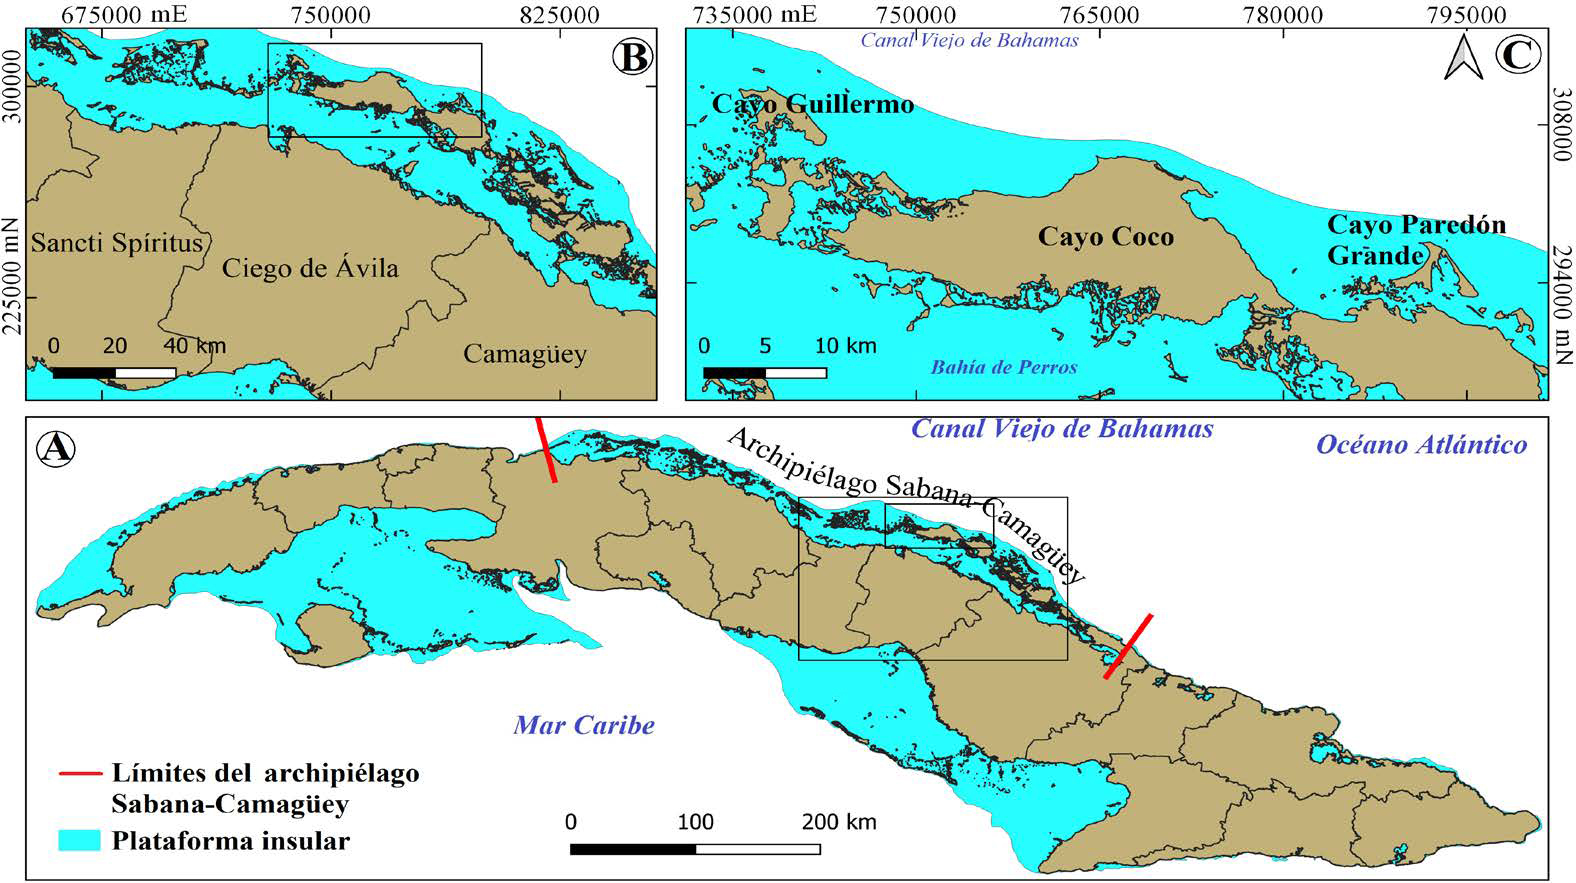 675000 mE 750000 825000
735000 mE 750000 765000 780000 795000
300000
225000 mN
B
Sancti Spíritus
Ciego de Ávila
Camagüey
0 20 40 km
Canal Viejo de Bahamas
C
Cayo Guillermo
Cayo Coco
Cayo Paredón
Grande
Bahía de Perros
0 5 10 km
308000
294000 mN
A
Canal Viejo de Bahamas
Océano Atlántico
Archipiélago Sabana-Camagüey
Mar Caribe
Límites del archipiélago
Sabana-Camagüey
Plataforma insular
0 100 200 km